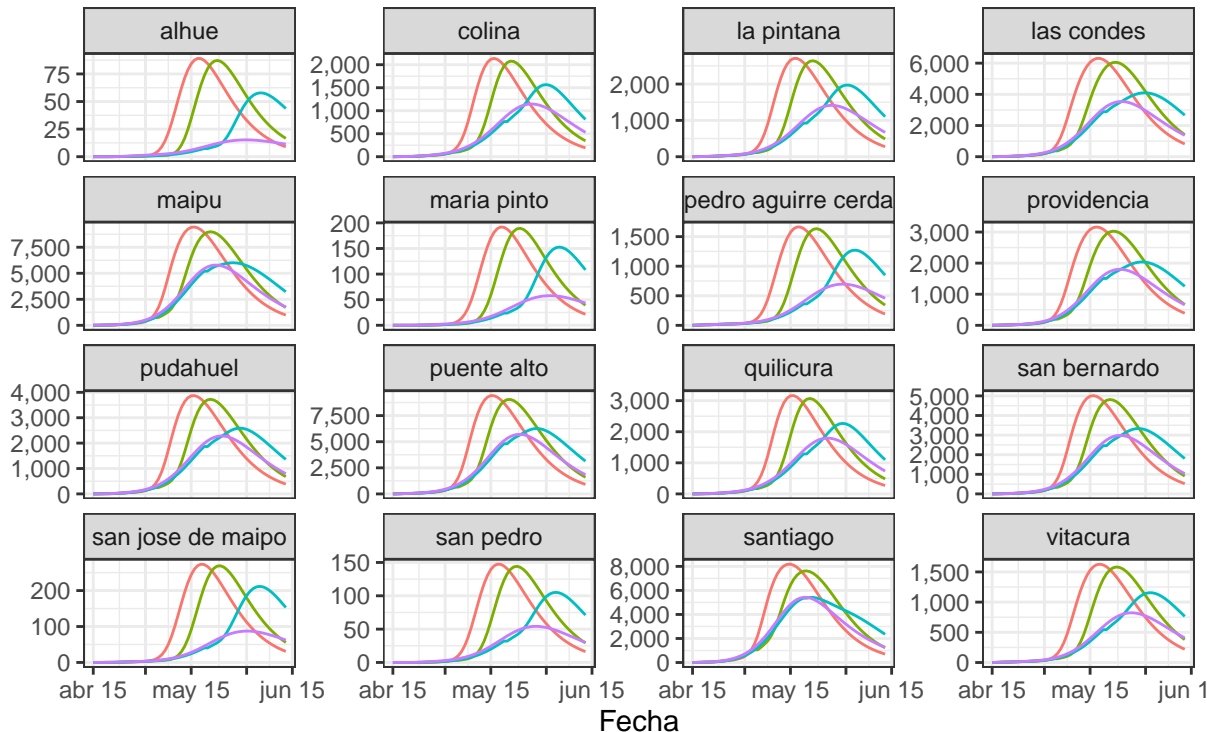 alhue colina la pintana las condes
75 2,000 2,000 6,000
50 1,500 1,000 4,000
25 1,000 0 2,000
0 500 0
0
maipu maria pinto pedro aguirre cerda providencia
7,500 200 1,500 3,000
5,000 150 1,000 2,000
2,500 100 500 1,000
0 50 0 0
0
pudahuel puente alto quilicura san bernardo
4,000 7,500 3,000 5,000
3,000 5,000 2,000 4,000
2,000 2,500 1,000 3,000
1,000 0 0 2,000
0 1,000
0
san jose de maipo san pedro santiago vitacura
200 150 8,000 1,500
100 100 6,000 1,000
0 50 4,000 500
0 2,000 0
0
abr 15 may 15 jun 15 abr 15 may 15 jun 15 abr 15 may 15 jun 15 abr 15 may 15 jun 1
Fecha